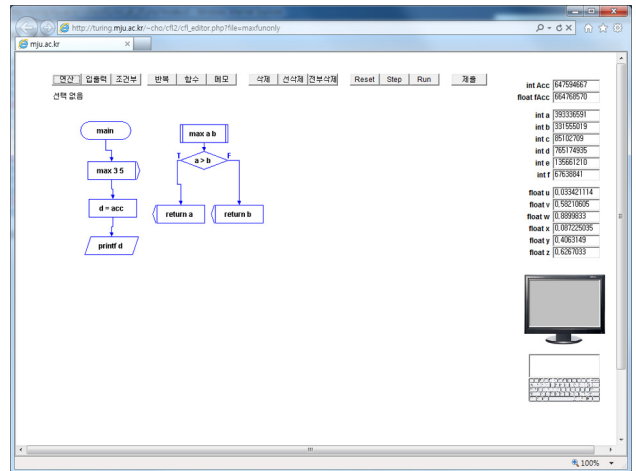 http://turing.mju.ac.kr/~cho/cfl2/cfl_editor.php?file=maxfunonly
mju.ac.kr
연산 입출력 조건부 반복 함수 메모 삭제 선삭제 전부삭제 Reset Step Run 제출
선택 없음
main
max 3 5
d = acc
printf d
max a b
T a > b F
return a return b
int Acc 647594667
float fAcc 664768570
int a 393336591
int b 331555019
int c 85102709
int d 765174935
int e 135661210
int f 67638841
float u 0,033421114
float v 0,58210605
float w 0,8899833
float x 0,087225035
float y 0,4063149
float z 0,6267033
100%